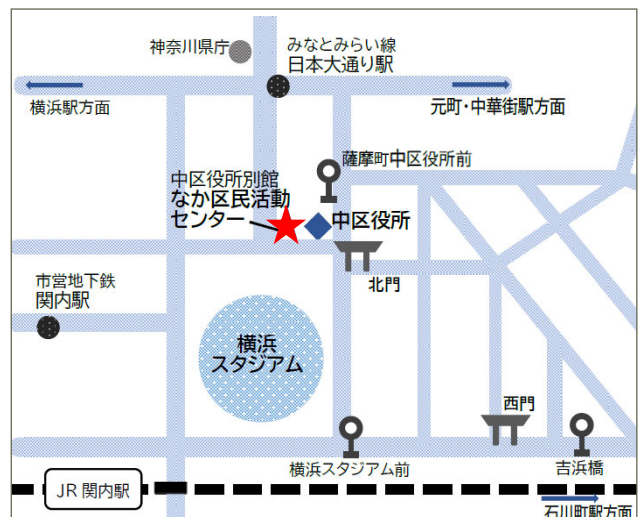 神奈川県庁
みなとみらい線
日本大通り駅
横浜駅方面
元町・中華街駅方面
薩摩町中区役所前
中区役所別館
なか区民活動
センター
中区役所
北門
市営地下鉄
関内駅
横浜
スタジアム
西門
横浜スタジアム前
吉浜橋
JR 関内駅
石川町駅方面